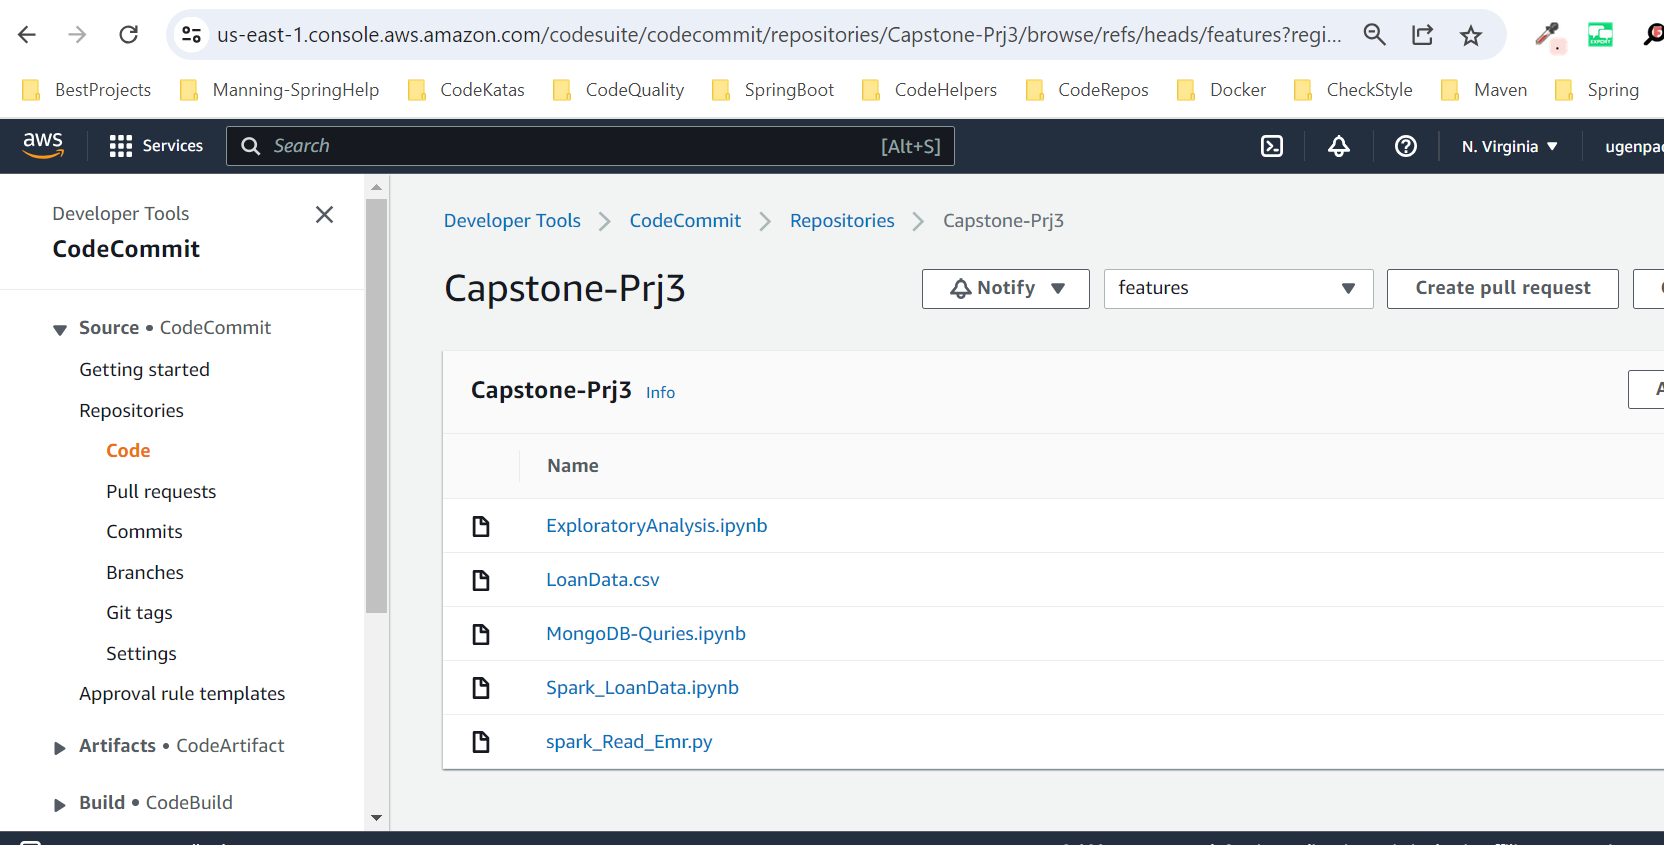 us-east-1.console.aws.amazon.com/codesuite/codecommit/repositories/Capstone-Prj3/browse/refs/heads/features?regi...
BestProjects Manning-SpringHelp CodeKatas CodeQuality SpringBoot CodeHelpers CodeRepos Docker CheckStyle Maven Spring
aws Services Search [Alt+S] N. Virginia ugenpac
Developer Tools
CodeCommit
Source • CodeCommit
Getting started
Repositories
Code
Pull requests
Commits
Branches
Git tags
Settings
Approval rule templates
Artifacts • CodeArtifact
Build • CodeBuild
Developer Tools CodeCommit Repositories Capstone-Prj3
Capstone-Prj3 Notify features Create pull request
Capstone-Prj3 Info
Name
ExploratoryAnalysis.ipynb
LoanData.csv
MongoDB-Quries.ipynb
Spark_LoanData.ipynb
spark_Read_Emr.py